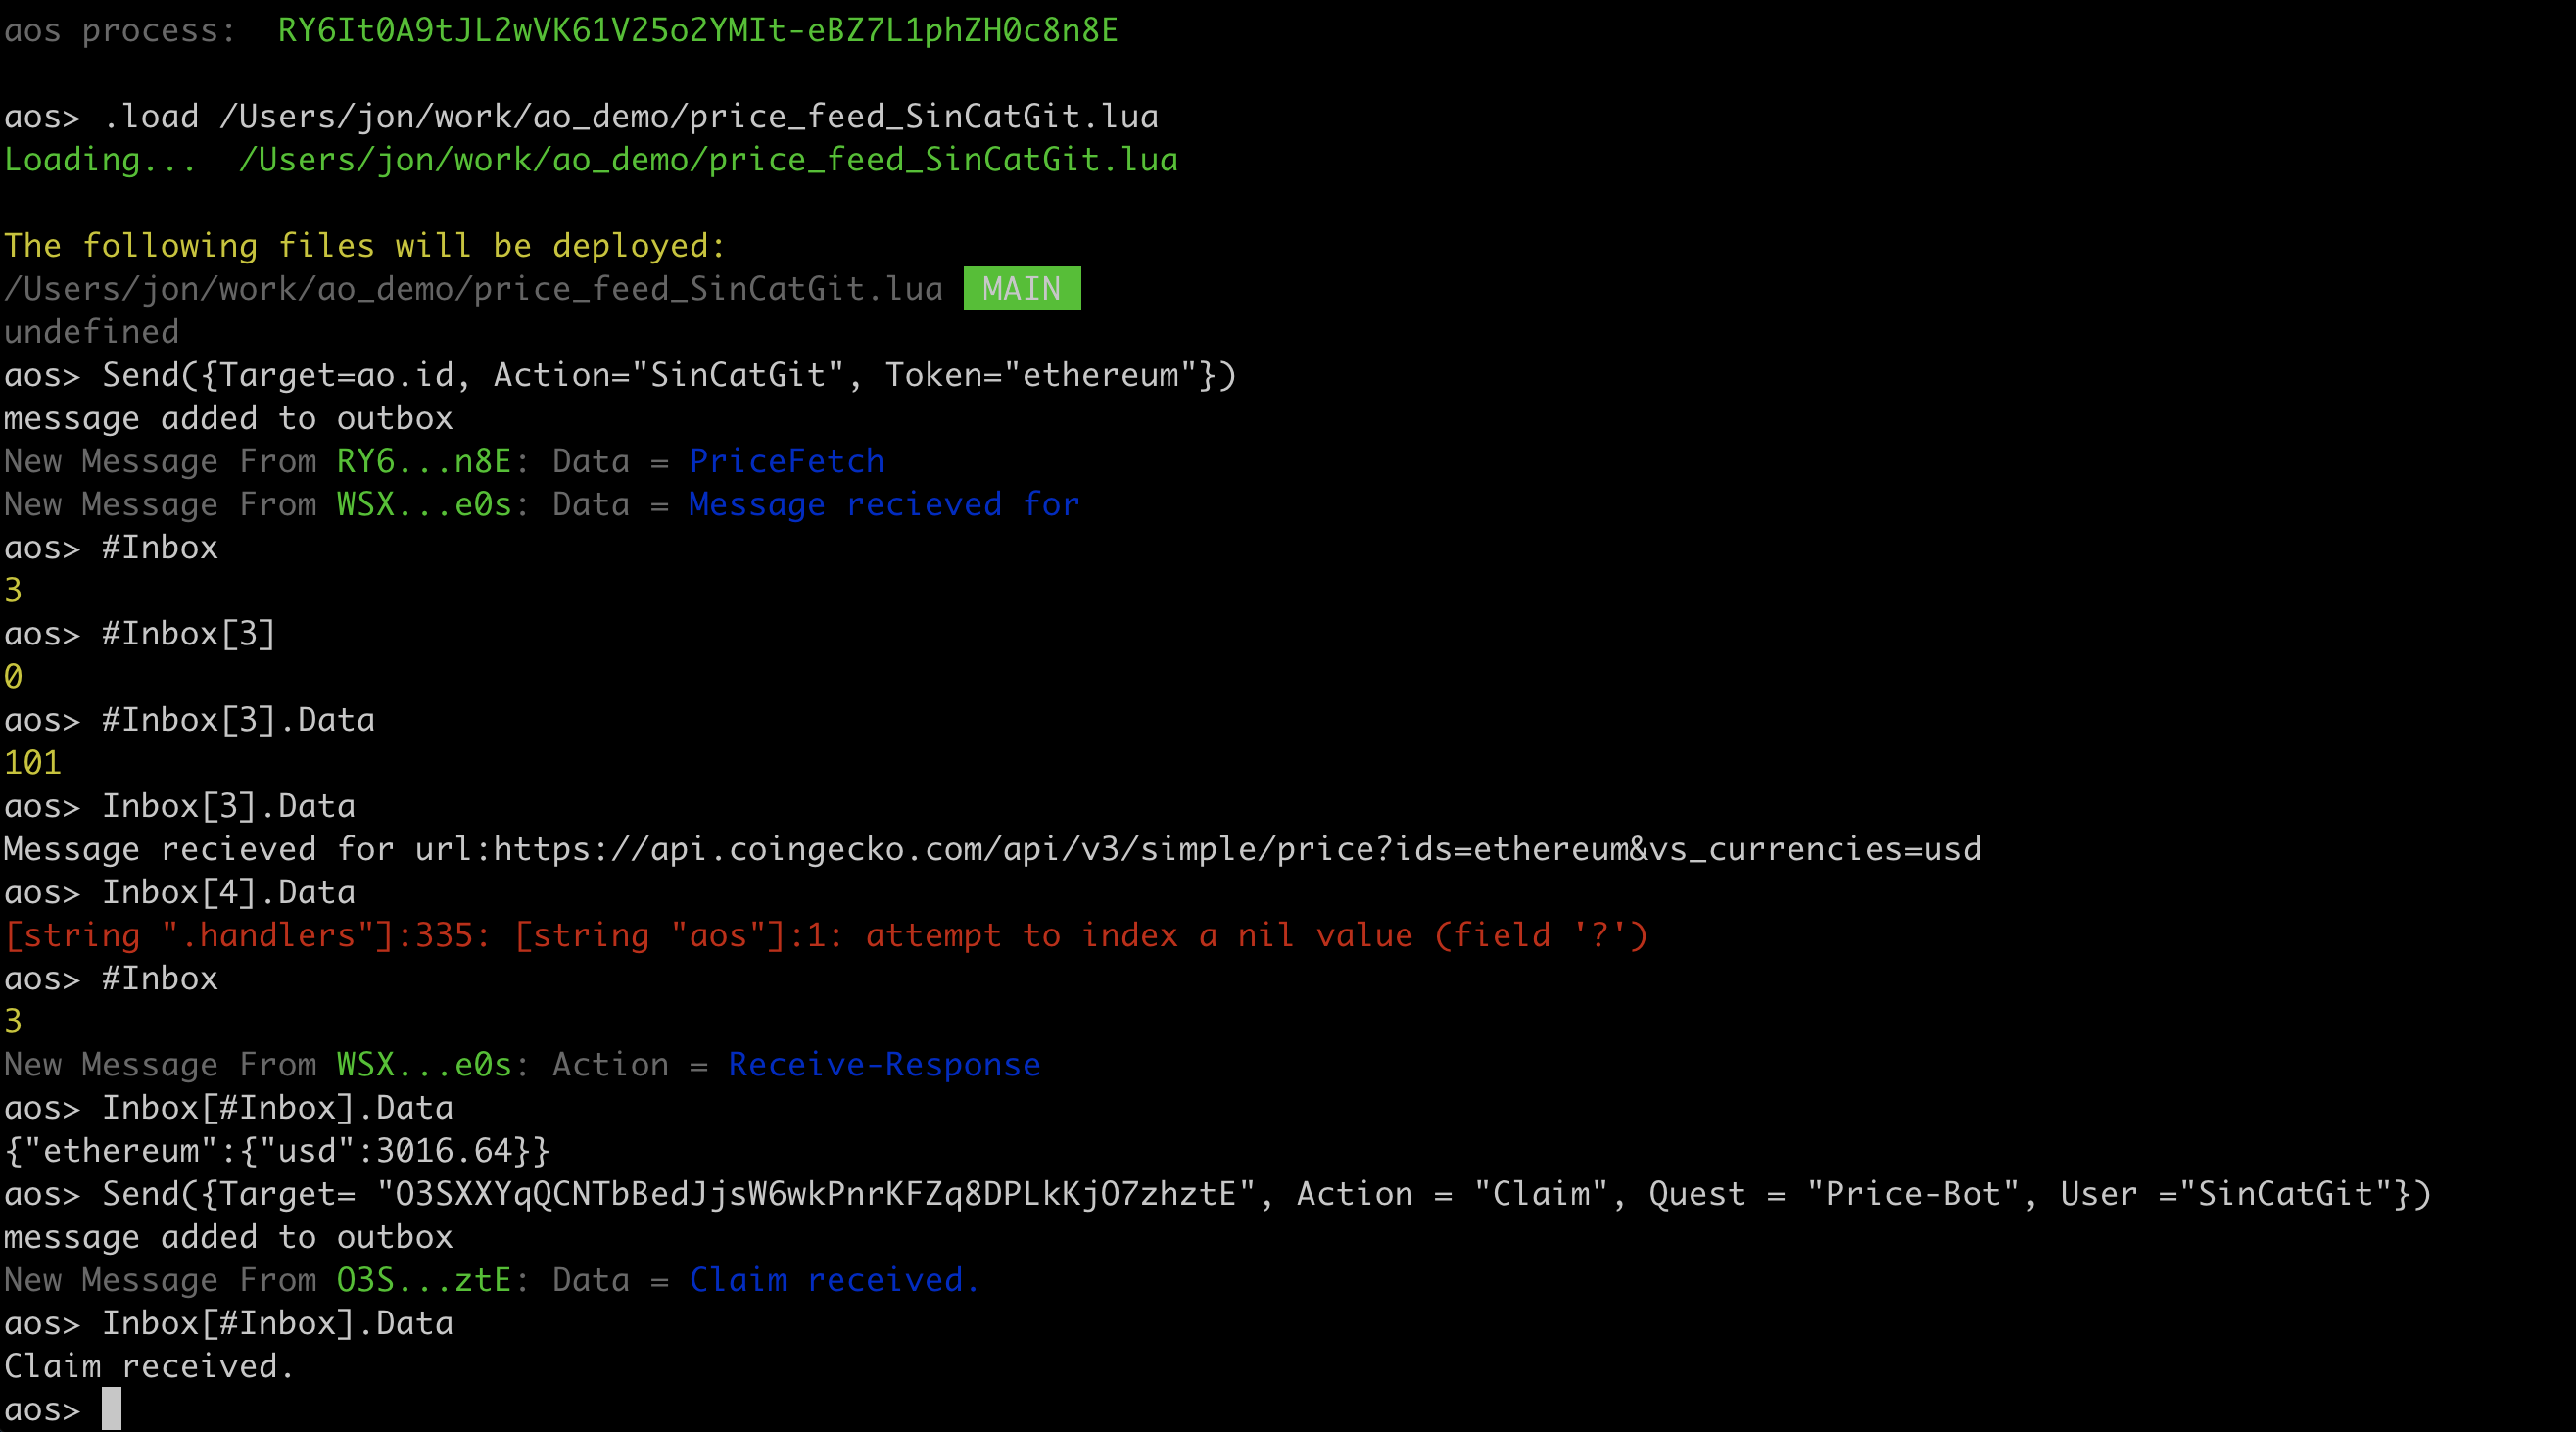 aos process:  RY6It0A9tJL2wVK61V25o2YMIt-eBZ7L1phZH0c8n8E
aos> .load /Users/jon/work/ao_demo/price_feed_SinCatGit.lua
Loading...  /Users/jon/work/ao_demo/price_feed_SinCatGit.lua
The following files will be deployed:
/Users/jon/work/ao_demo/price_feed_SinCatGit.lua MAIN
undefined
aos> Send({Target=ao.id, Action="SinCatGit", Token="ethereum"})
message added to outbox
New Message From RY6...n8E: Data = PriceFetch
New Message From WSX...e0s: Data = Message recieved for
aos> #Inbox
3
aos> #Inbox[3]
0
aos> #Inbox[3].Data
101
aos> Inbox[3].Data
Message recieved for url:https://api.coingecko.com/api/v3/simple/price?ids=ethereum&vs_currencies=usd
aos> Inbox[4].Data
[string ".handlers"]:335: [string "aos"]:1: attempt to index a nil value (field '?')
aos> #Inbox
3
New Message From WSX...e0s: Action = Receive-Response
aos> Inbox[#Inbox].Data
{"ethereum":{"usd":3016.64}}
aos> Send({Target= "O3SXXYqQCNTbBedJjsW6wkPnrKFZq8DPLkKjO7zhztE", Action = "Claim", Quest = "Price-Bot", User ="SinCatGit"})
message added to outbox
New Message From O3S...ztE: Data = Claim received.
aos> Inbox[#Inbox].Data
Claim received.
aos>